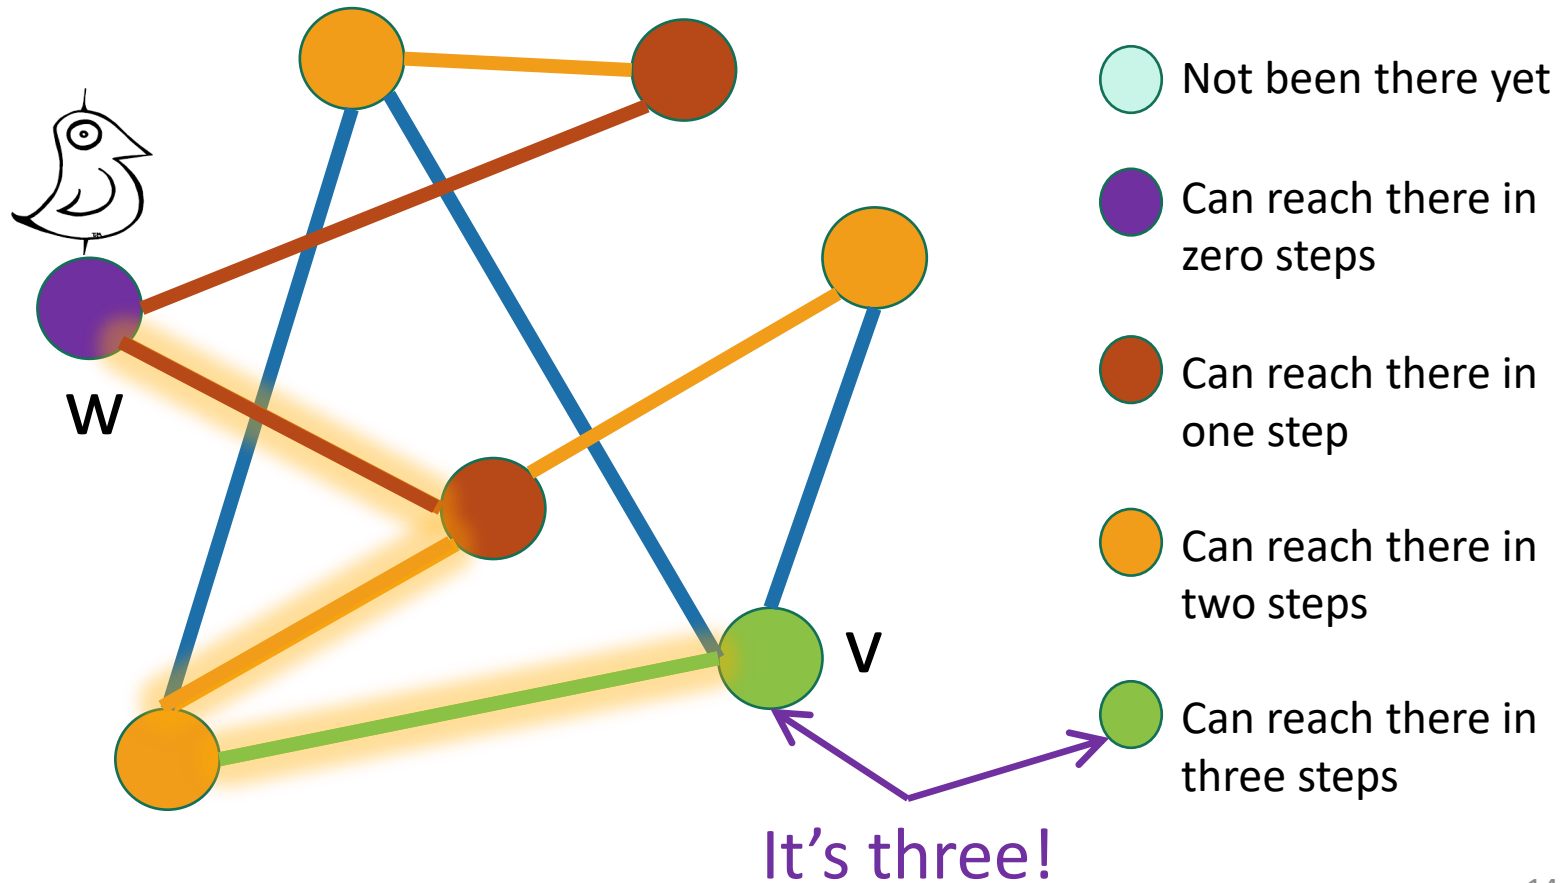 Not been there yet
Can reach there in
zero steps
w
Can reach there in
one step
Can reach there in
two steps
v
Can reach there in
three steps
It's three!